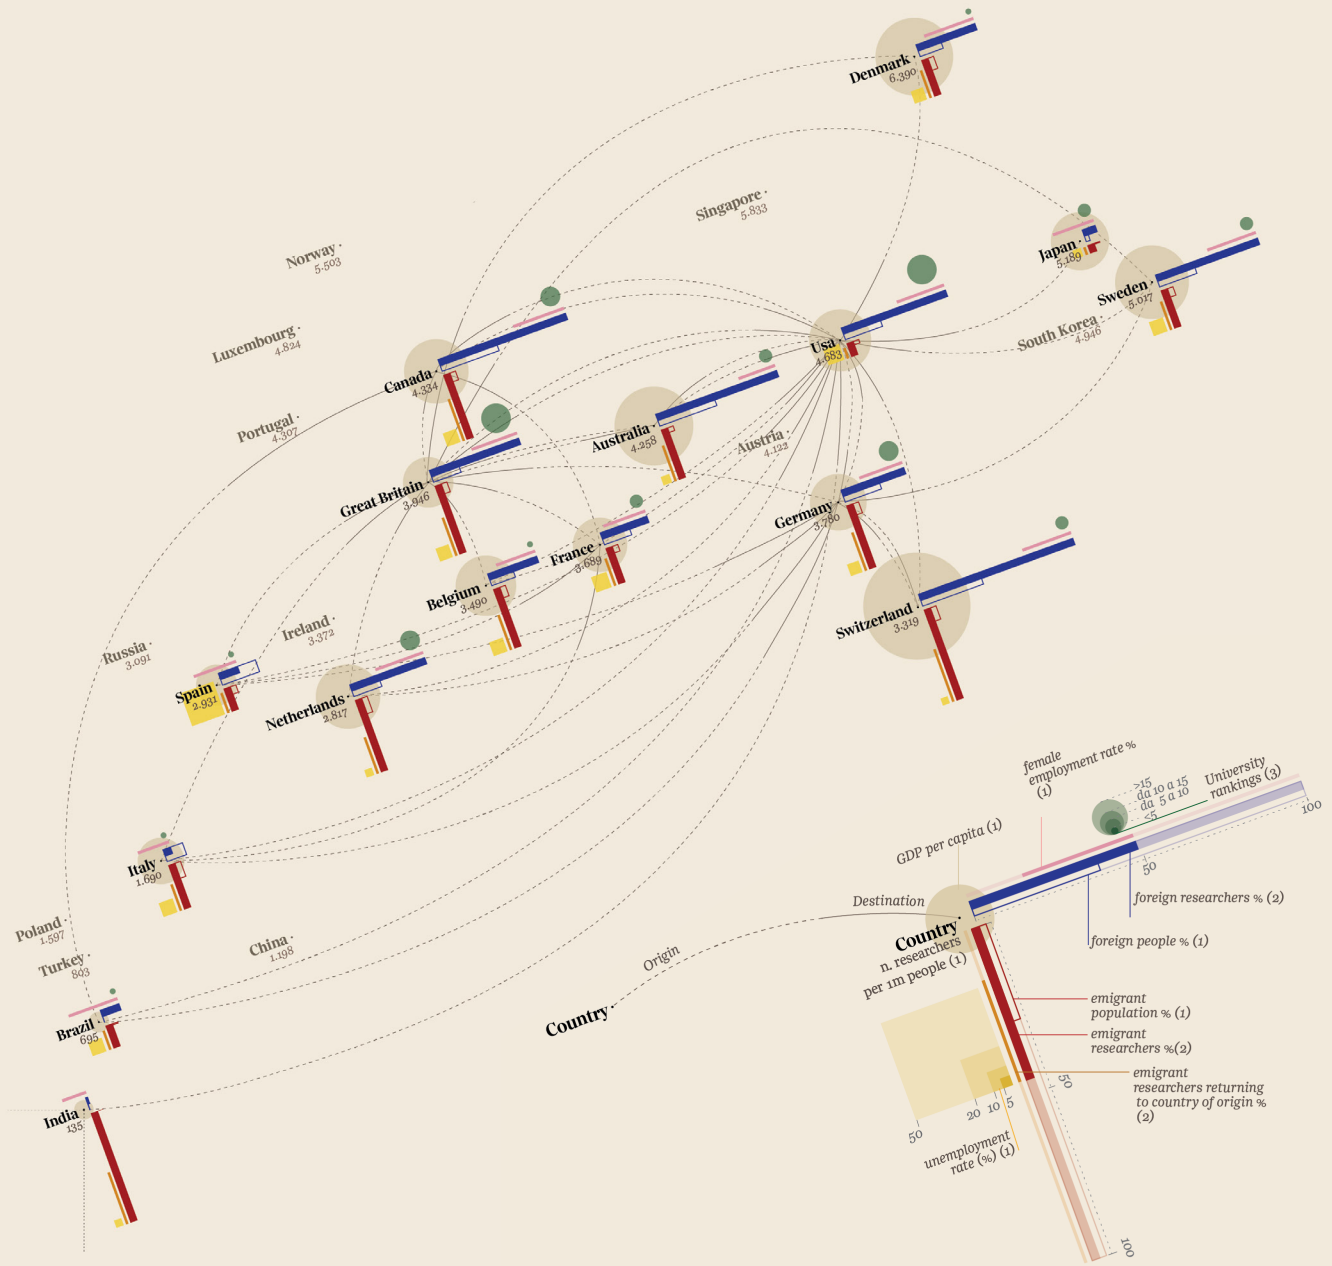 Denmark
6.390
Singapore
5.833
Norway
5.503
Japan
5.189
Sweden
5.017
South Korea
4.946
Luxembourg
4.824
Usa
4.683
Canada
4.334
Portugal
4.307
Australia
4.258
Austria
4.122
Great Britain
3.946
Germany
3.780
France
3.689
Belgium
3.490
Ireland
3.372
Switzerland
3.319
Russia
3.091
Spain
2.931
Netherlands
2.817
Italy
1.690
Poland
1.597
China
1.198
Turkey
803
Brazil
695
India
135
female
employment rate %
(1)
>15
da 10 a 15
da 5 a 10
<5
University
rankings (3)
100
50
GDP per capita (1)
Destination
foreign researchers % (2)
foreign people % (1)
Country
n. researchers
per 1m people (1)
Origin
Country
emigrant
population % (1)
emigrant
researchers %(2)
emigrant
researchers returning
to country of origin %
(2)
50
100
50
20
10
5
unemployment
rate (%) (1)